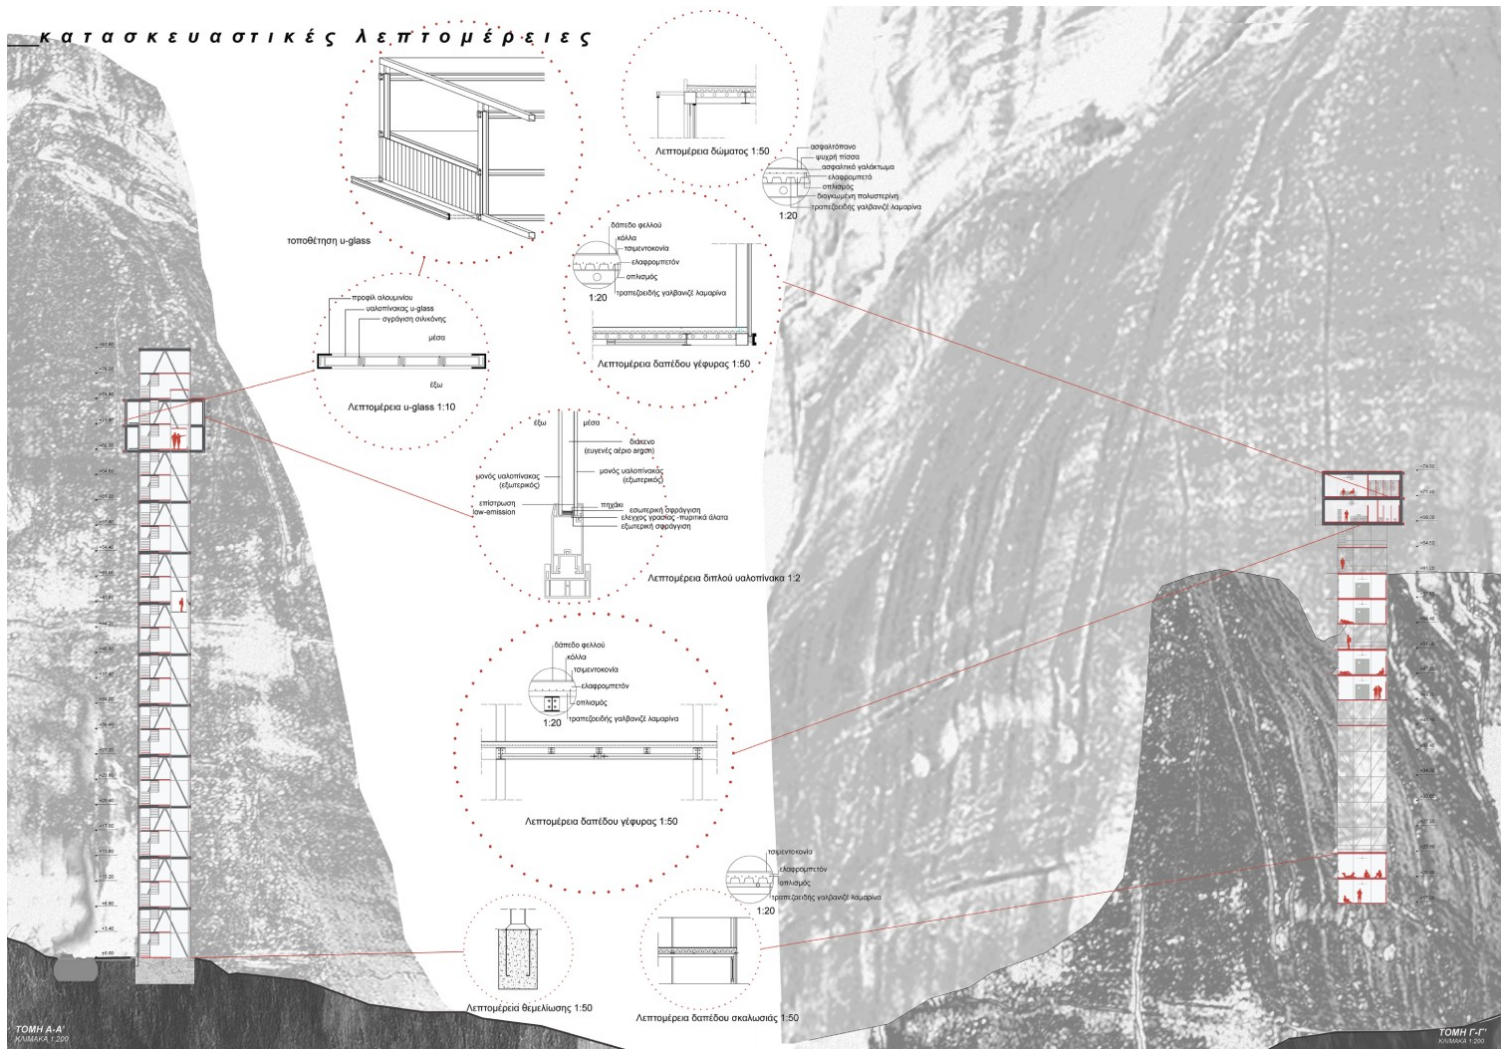 κατασκευαστικές λεπτομέρειες
τοποθέτηση u-glass
Λεπτομέρεια δώματος 1:50
ασφαλτόπανο
ψυχρή πίσσα
ασφαλτικό γαλάκτωμα
ελαφρομπετό
οπλισμός
διογκωμένη πολυστερίνη
τραπεζοειδής γαλβανιζέ λαμαρίνα
1:20
δάπεδο φελλού
κόλλα
τσιμεντοκονία
ελαφρομπετόν
οπλισμός
τραπεζοειδής γαλβανιζέ λαμαρίνα
1:20
Λεπτομέρεια δαπέδου γέφυρας 1:50
προφίλ αλουμινίου
υαλοπίνακας u-glass
σγράγιση σιλικόνης
μέσα
έξω
Λεπτομέρεια u-glass 1:10
έξω
μέσα
διάκενο
(ευγενές αέριο argon)
μονός υαλοπίνακας
(εξωτερικός)
μονός υαλοπίνακας
(εξωτερικός)
επίστρωση
low-emission
πηχάκι
εσωτερική σφράγγιση
ελεγχος υγρασίας -πυριτικά άλατα
εξωτερική σφράγγιση
Λεπτομέρεια διπλού υαλοπίνακα 1:2
δάπεδο φελλού
κόλλα
τσιμεντοκονία
ελαφρομπετόν
οπλισμός
τραπεζοειδής γαλβανιζέ λαμαρίνα
1:20
Λεπτομέρεια δαπέδου γέφυρας 1:50
τσιμεντοκονία
ελαφρομπετόν
οπλισμός
τραπεζοειδής γαλβανιζέ λαμαρίνα
1:20
Λεπτομέρεια θεμελίωσης 1:50
Λεπτομέρεια δαπέδου σκαλωσιάς 1:50
ΤΟΜΗ Α-Α'
ΚΛΙΜΑΚΑ 1:200
ΤΟΜΗ Γ-Γ'
ΚΛΙΜΑΚΑ 1:200